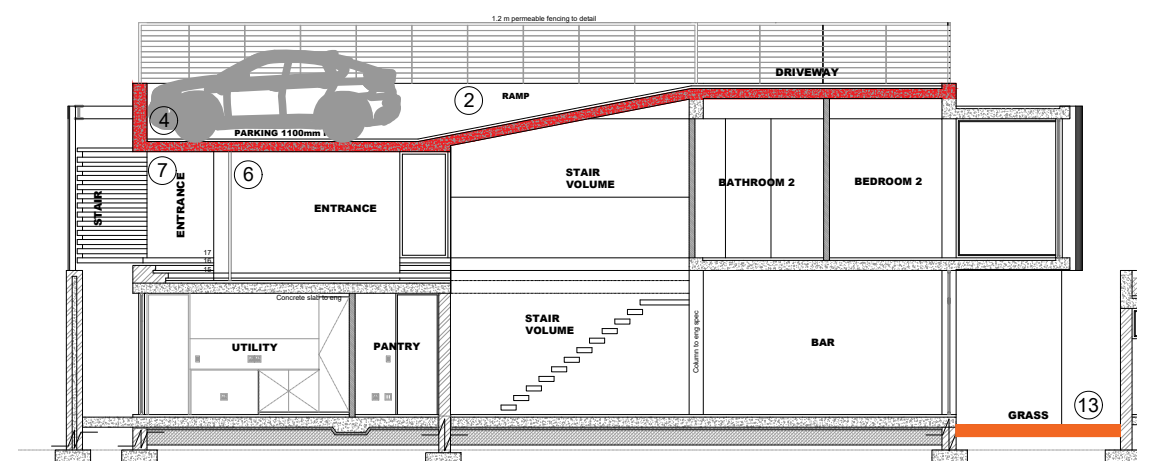 1.2 m permeable fencing to detail
DRIVEWAY
2
RAMP
4
PARKING 1100mm
7
6
STAIR
ENTRANCE
ENTRANCE
STAIR
VOLUME
BATHROOM 2
BEDROOM 2
17
16
15
Concrete slab to eng
UTILITY
PANTRY
STAIR
VOLUME
Column to eng spec
BAR
GRASS
13